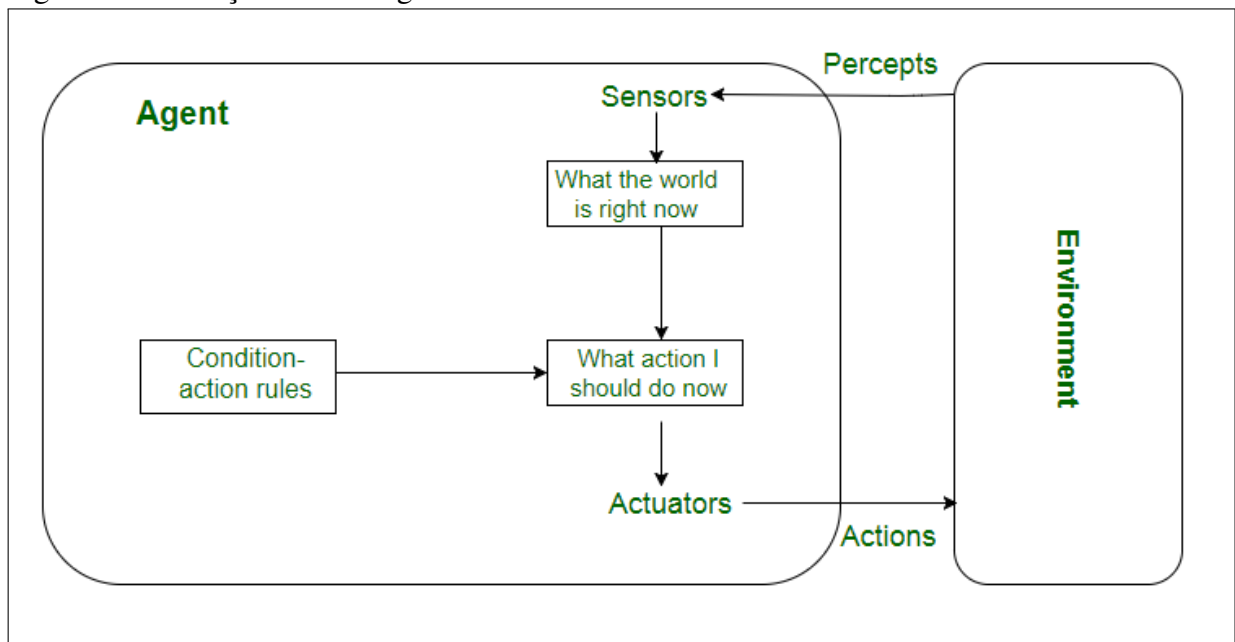 Percepts
Sensors
Agent
What the world
is right now
Environment
Condition-
action rules
What action I
should do now
Actuators
Actions